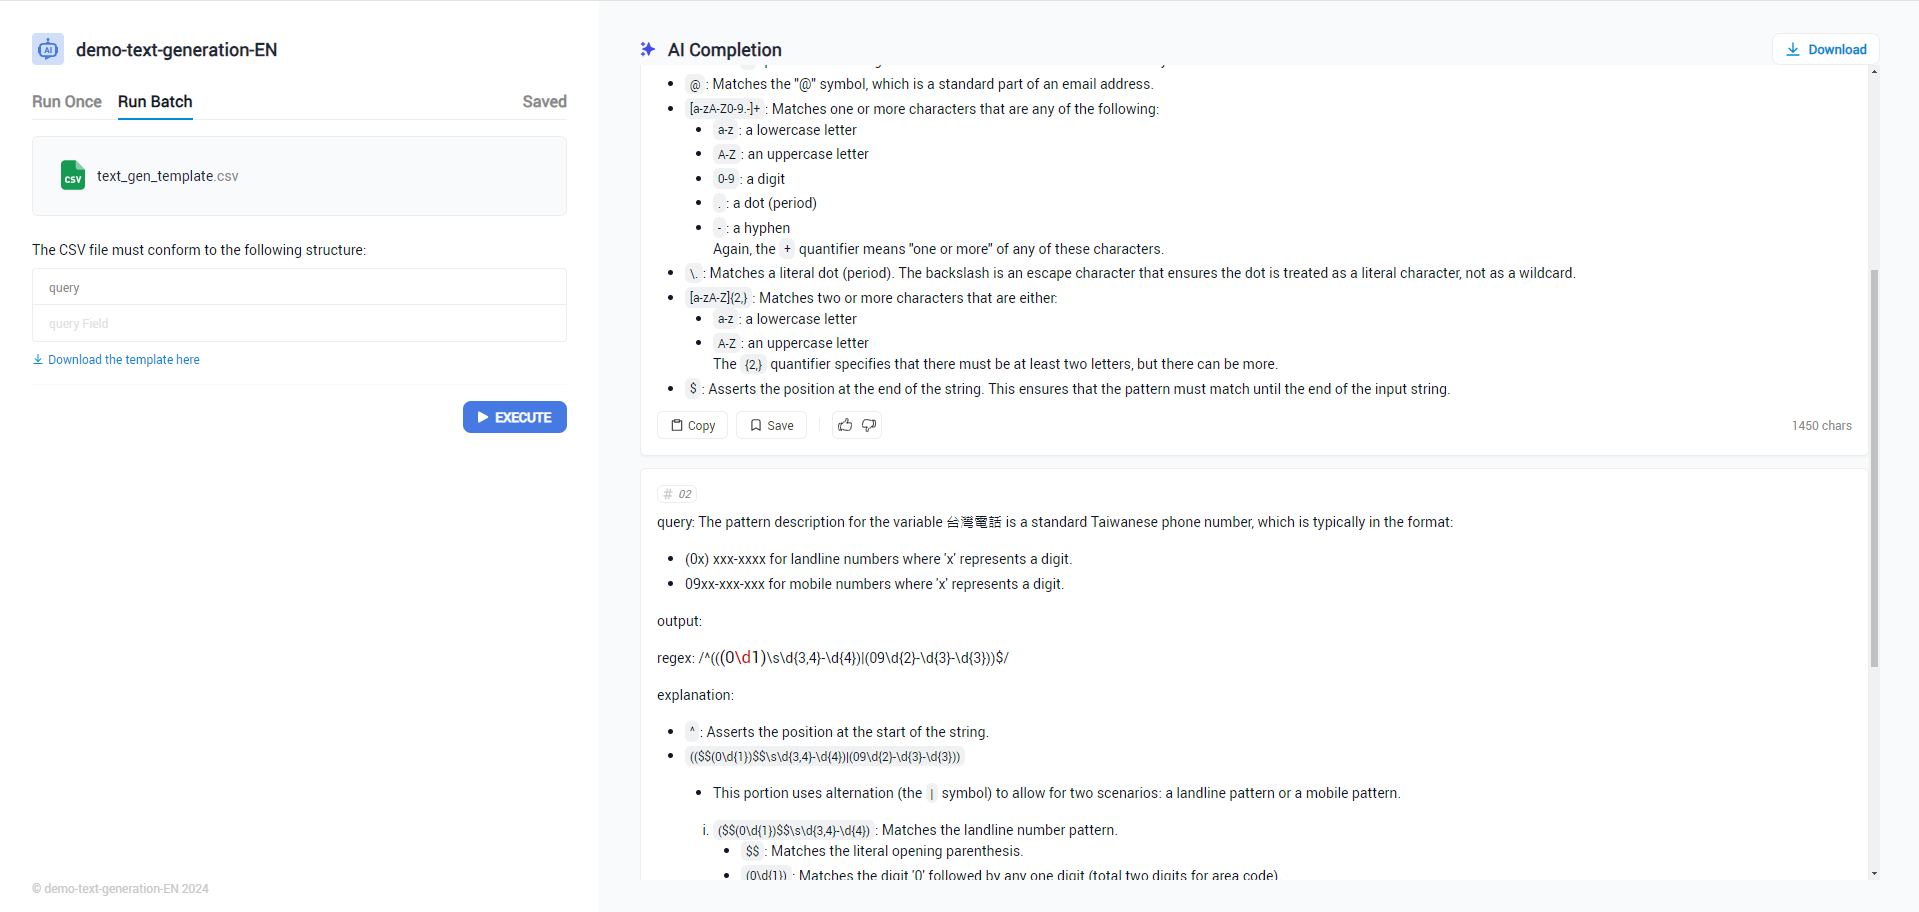 demo-text-generation-EN
Run Once
Run Batch
Saved
text_gen_template.csv
The CSV file must conform to the following structure:
query
query Field
Download the template here
EXECUTE
© demo-text-generation-EN 2024
AI Completion
Download
@ : Matches the "@" symbol, which is a standard part of an email address.
[a-zA-Z0-9.-]+ : Matches one or more characters that are any of the following:
a-z : a lowercase letter
A-Z : an uppercase letter
0-9 : a digit
. : a dot (period)
- : a hyphen
Again, the + quantifier means "one or more" of any of these characters.
\. : Matches a literal dot (period). The backslash is an escape character that ensures the dot is treated as a literal character, not as a wildcard.
[a-zA-Z]{2,} : Matches two or more characters that are either:
a-z : a lowercase letter
A-Z : an uppercase letter
The {2,} quantifier specifies that there must be at least two letters, but there can be more.
$ : Asserts the position at the end of the string. This ensures that the pattern must match until the end of the input string.
Copy
Save
1450 chars
# 02
query: The pattern description for the variable 台灣電話 is a standard Taiwanese phone number, which is typically in the format:
(0x) xxx-xxxx for landline numbers where 'x' represents a digit.
09xx-xxx-xxx for mobile numbers where 'x' represents a digit.
output:
regex: /^(((0\d1)\s\d{3,4}-\d{4})|(09\d{2}-\d{3}-\d{3}))$/
explanation:
^ : Asserts the position at the start of the string.
(($$(0\d{1})$$\s\d{3,4}-\d{4})|(09\d{2}-\d{3}-\d{3}))
This portion uses alternation (the | symbol) to allow for two scenarios: a landline pattern or a mobile pattern.
i. ($$(0\d{1})$$\s\d{3,4}-\d{4}) : Matches the landline number pattern.
$$ : Matches the literal opening parenthesis.
(0\d{1}) : Matches the digit '0' followed by any one digit (total two digits for area code)